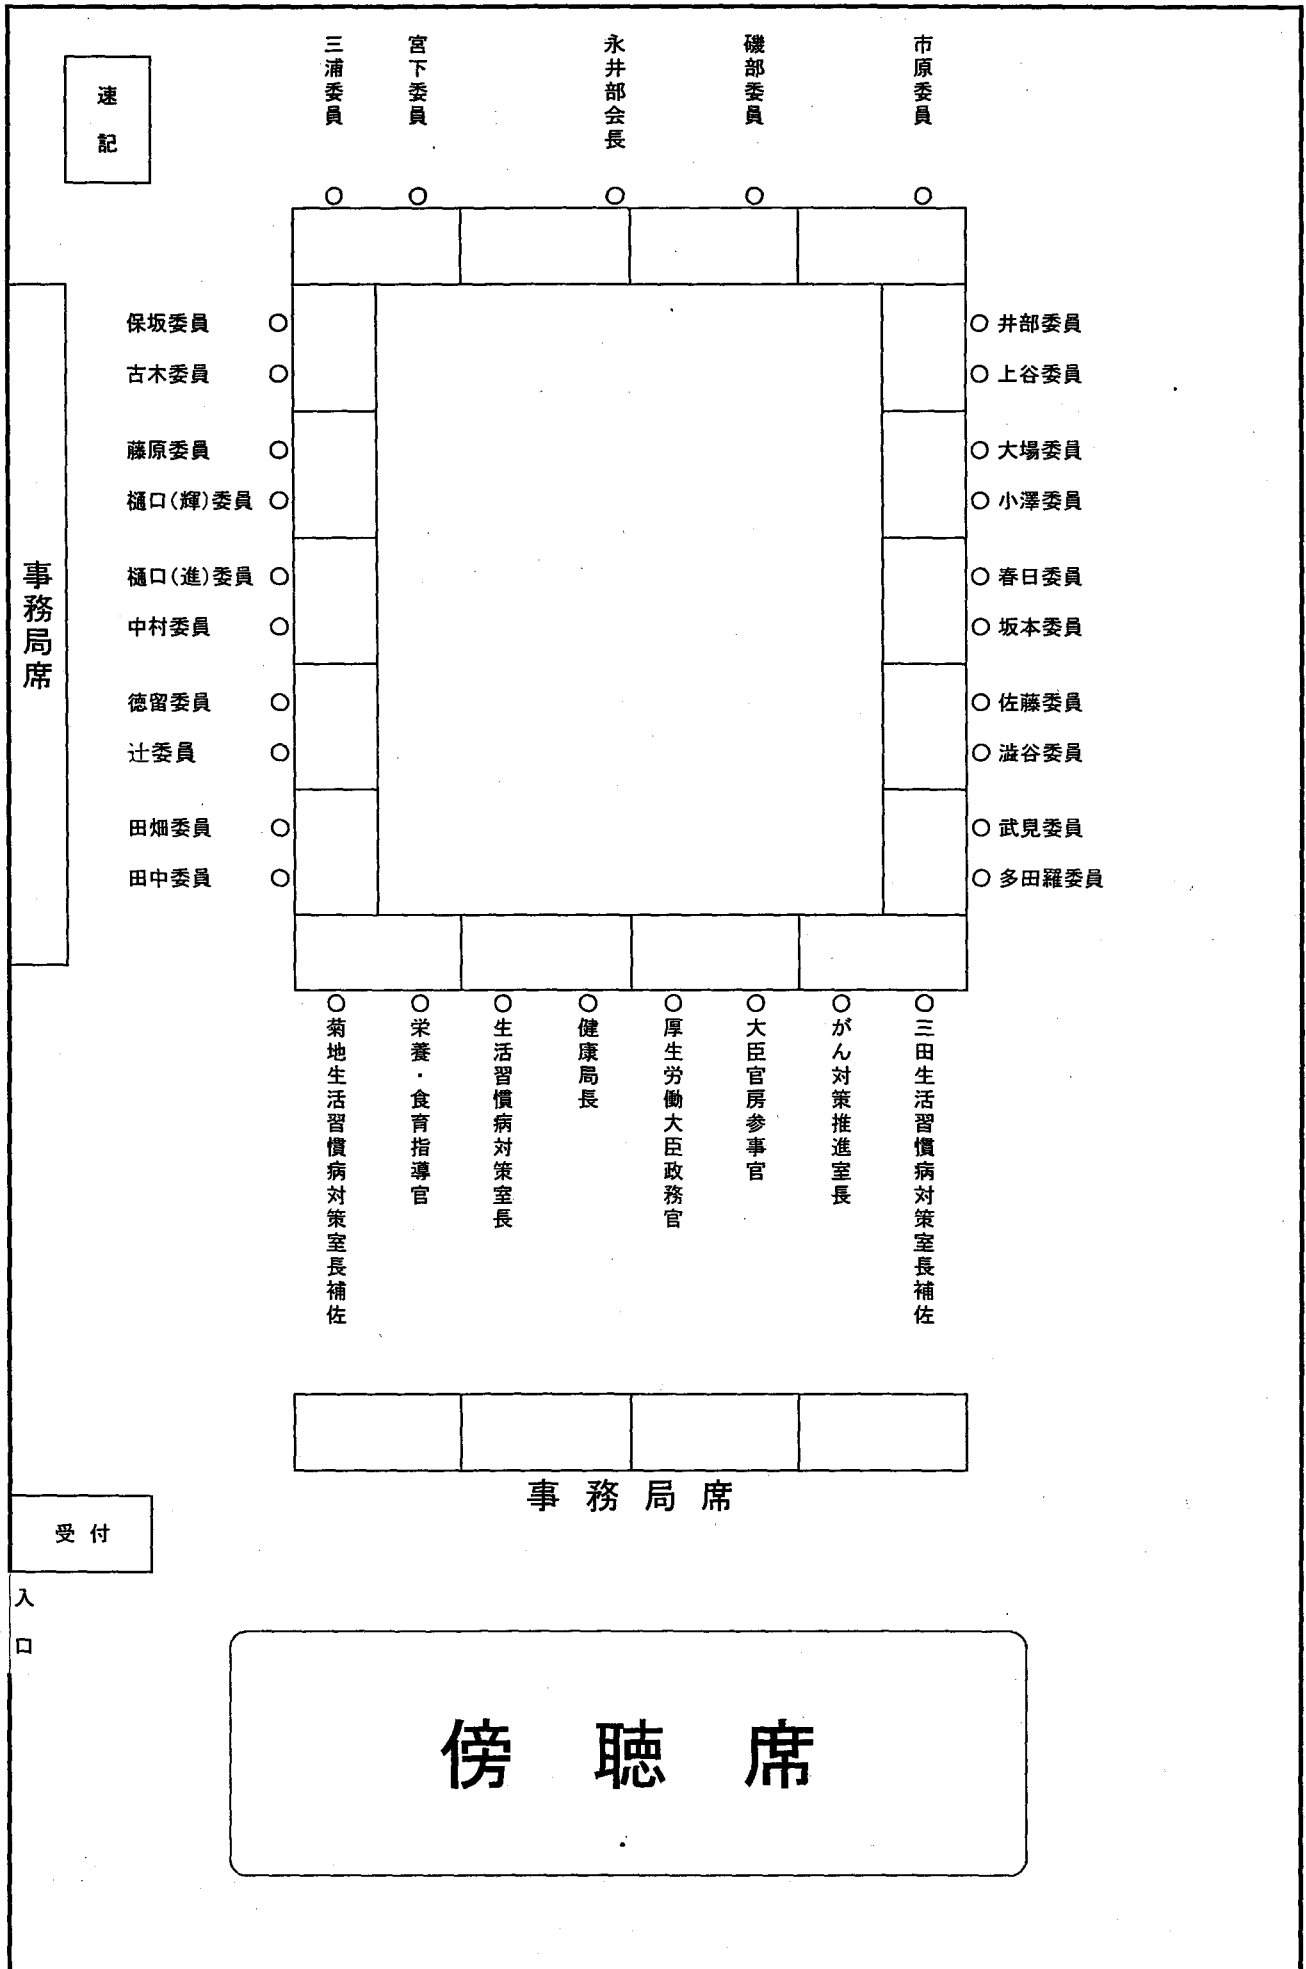 速記
三浦委員
宮下委員
永井部会長
磯部委員
市原委員
事務局席
保坂委員
古木委員
藤原委員
樋口(輝)委員
樋口(進)委員
中村委員
徳留委員
辻委員
田畑委員
田中委員
井部委員
上谷委員
大場委員
小澤委員
春日委員
坂本委員
佐藤委員
澁谷委員
武見委員
多田羅委員
菊地生活習慣病対策室長補佐
栄養・食育指導官
生活習慣病対策室長
健康局長
厚生労働大臣政務官
大臣官房参事官
がん対策推進室長
三田生活習慣病対策室長補佐
事務局席
受付
入口
傍聴席